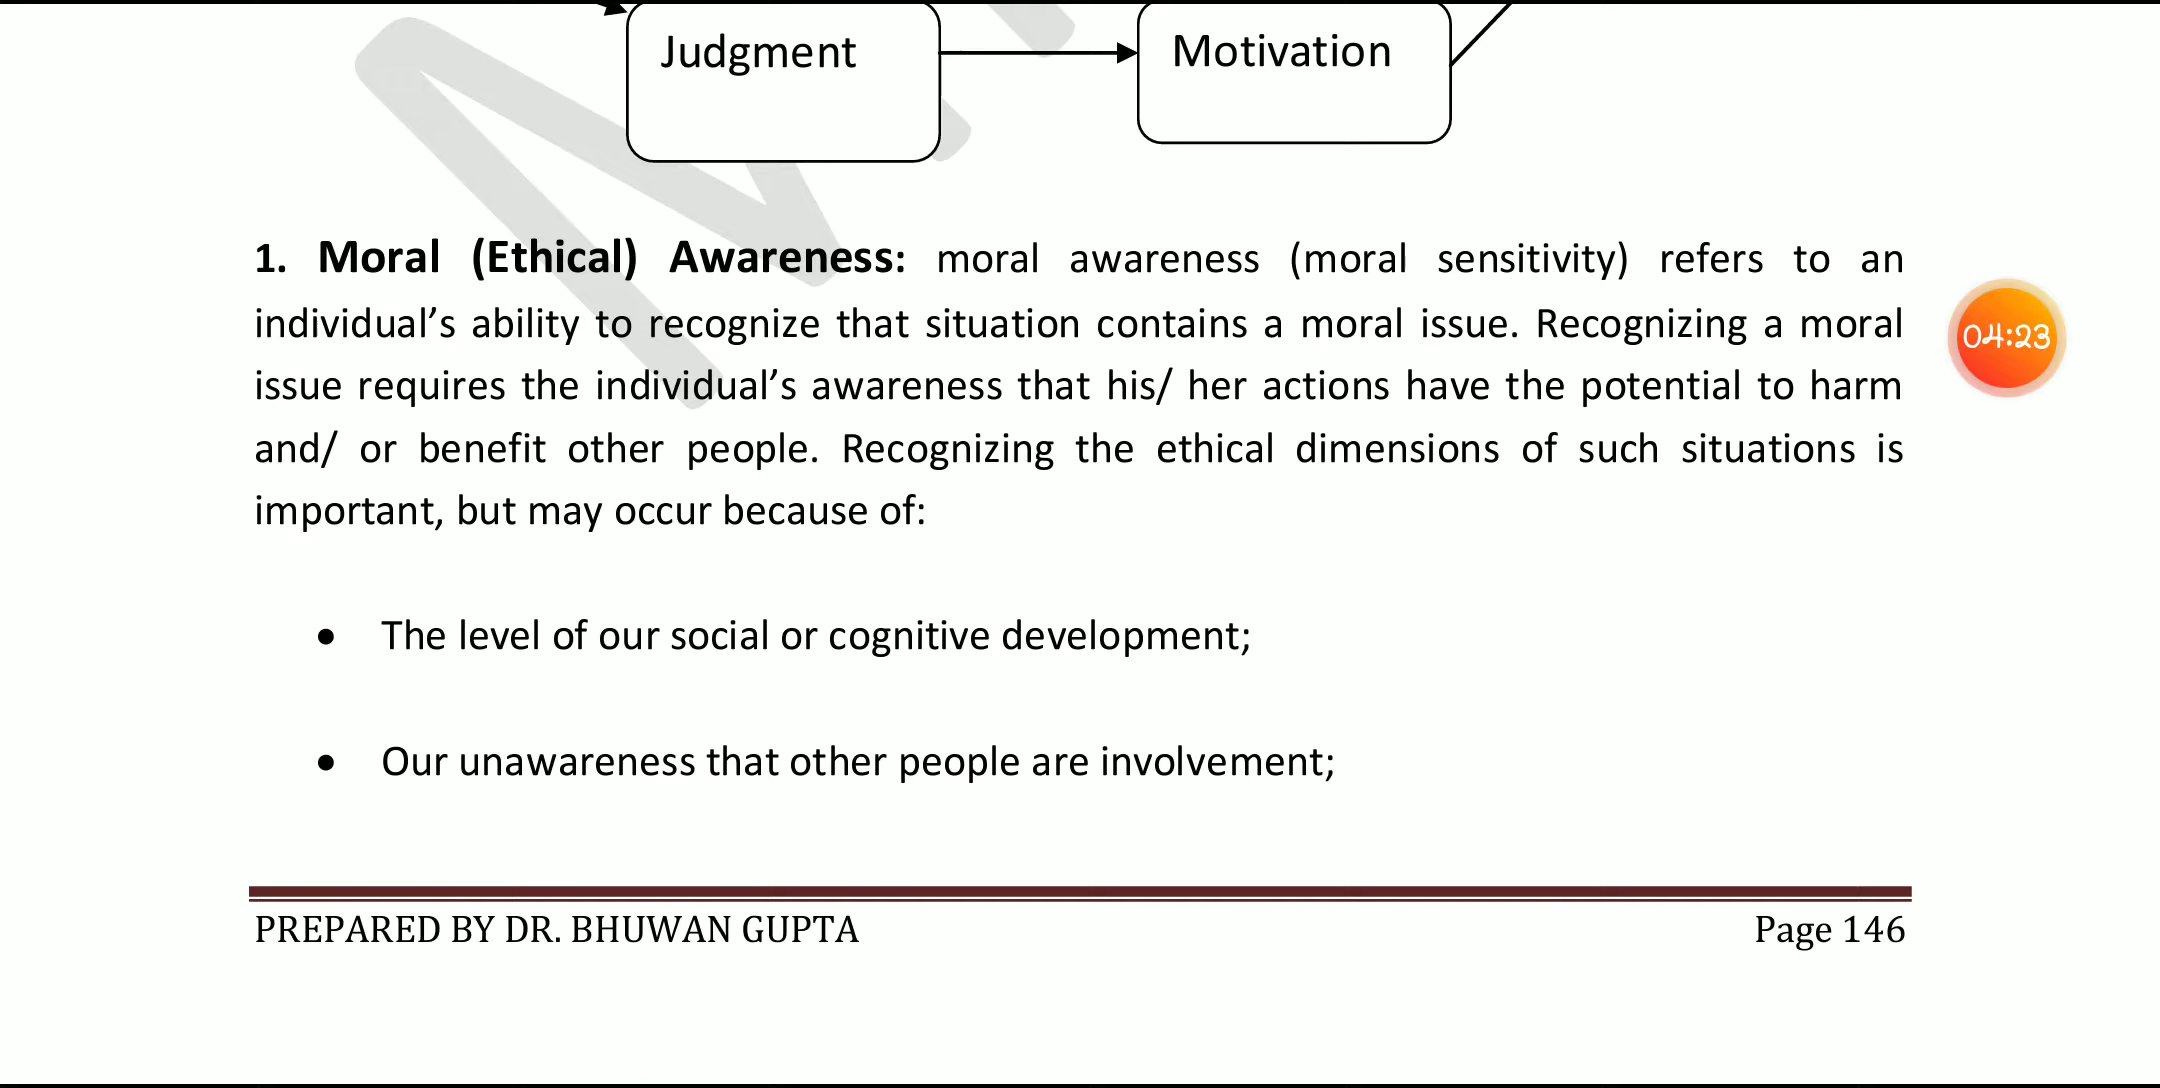 Judgment
Motivation
1. Moral (Ethical) Awareness: moral awareness (moral sensitivity) refers to an
individual’s ability to recognize that situation contains a moral issue. Recognizing a moral
issue requires the individual’s awareness that his/ her actions have the potential to harm
and/ or benefit other people. Recognizing the ethical dimensions of such situations is
important, but may occur because of:
• The level of our social or cognitive development;
• Our unawareness that other people are involvement;
PREPARED BY DR. BHUWAN GUPTA
Page 146
04:23